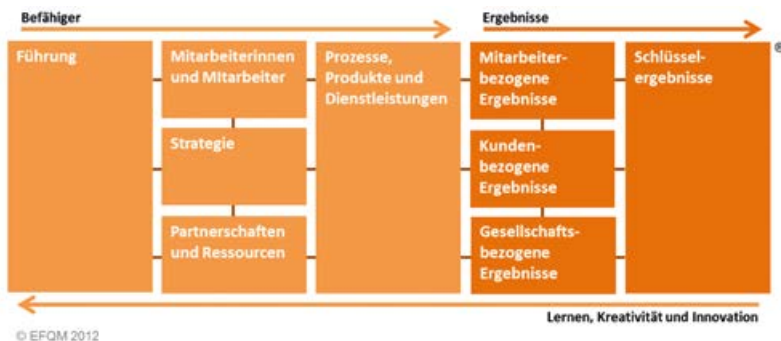 Befähiger
Ergebnisse
Führung
Mitarbeiterinnen
und MItarbeiter
Prozesse,
Produkte und
Dienstleistungen
Mitarbeiter-
bezogene
Ergebnisse
Schlüssel-
ergebnisse
®
Strategie
Kunden-
bezogene
Ergebnisse
Partnerschaften
und Ressourcen
Gesellschafts-
bezogene
Ergebnisse
Lernen, Kreativität und Innovation
© EFQM 2012